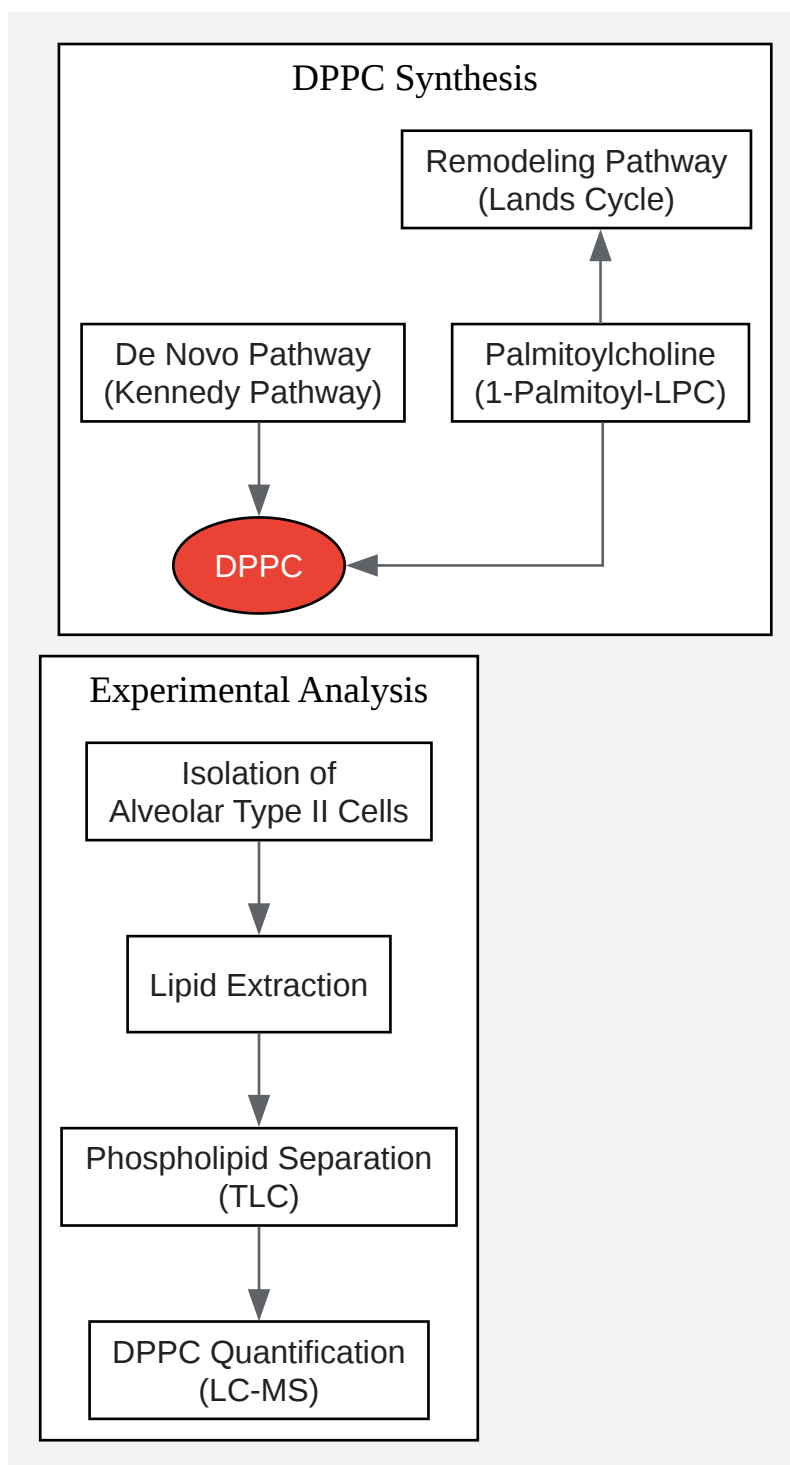 DPPC Synthesis
Remodeling Pathway
(Lands Cycle)
De Novo Pathway
(Kennedy Pathway)
Palmitoylcholine
(1-Palmitoyl-LPC)
DPPC
Experimental Analysis
Isolation of
Alveolar Type II Cells
Lipid Extraction
Phospholipid Separation
(TLC)
DPPC Quantification
(LC-MS)